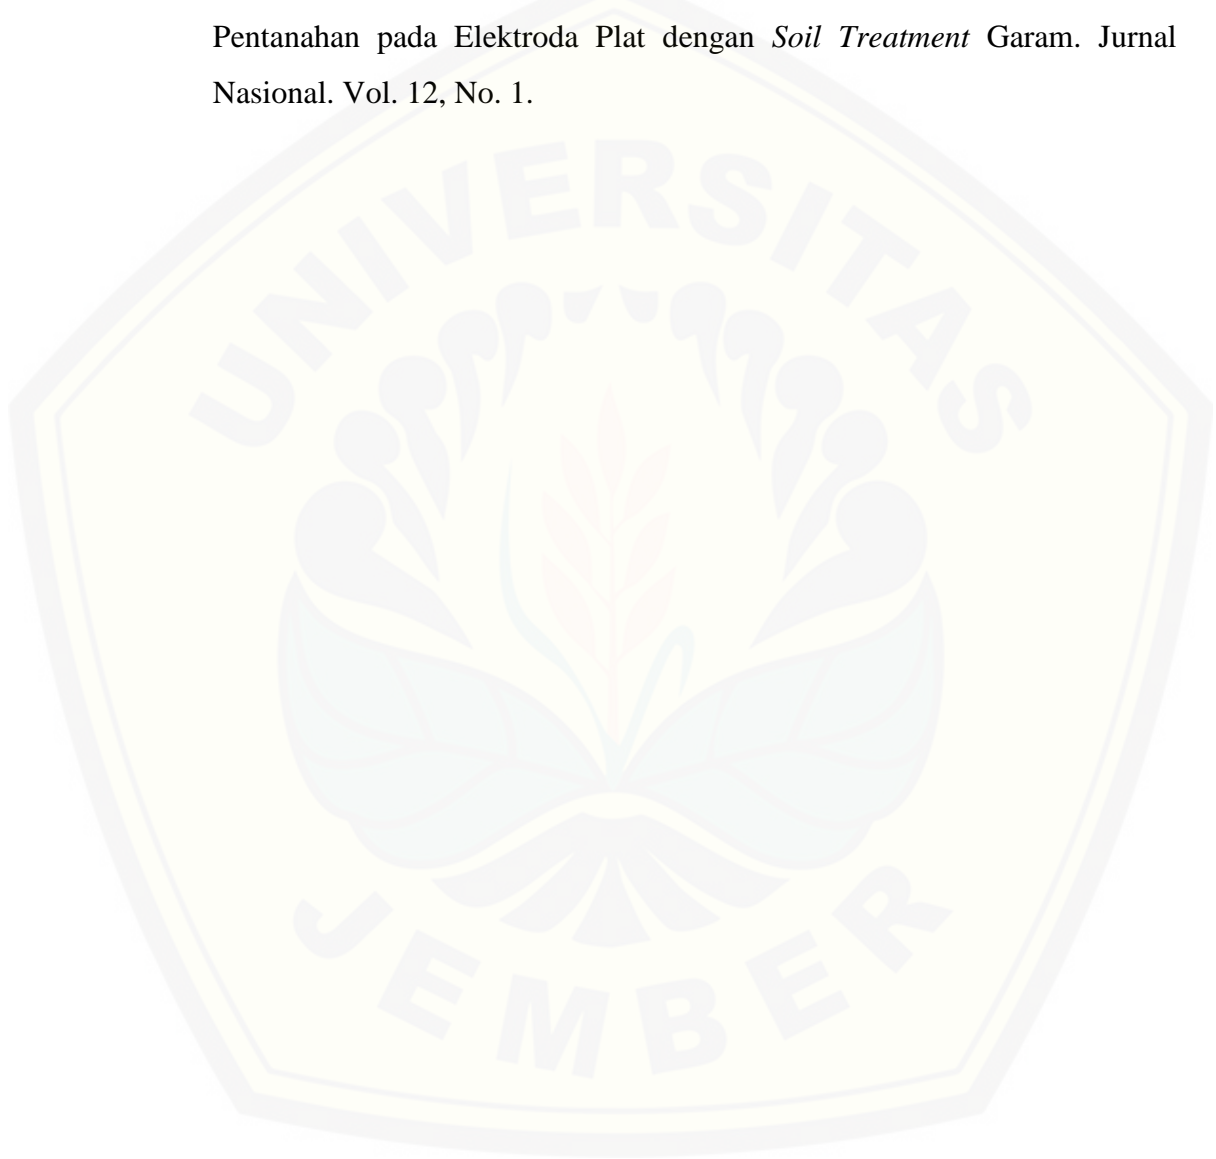 Pentanahan pada Elektroda Plat dengan Soil Treatment Garam. Jurnal
Nasional. Vol. 12, No. 1.
UNIVERSITAS
JEMBER